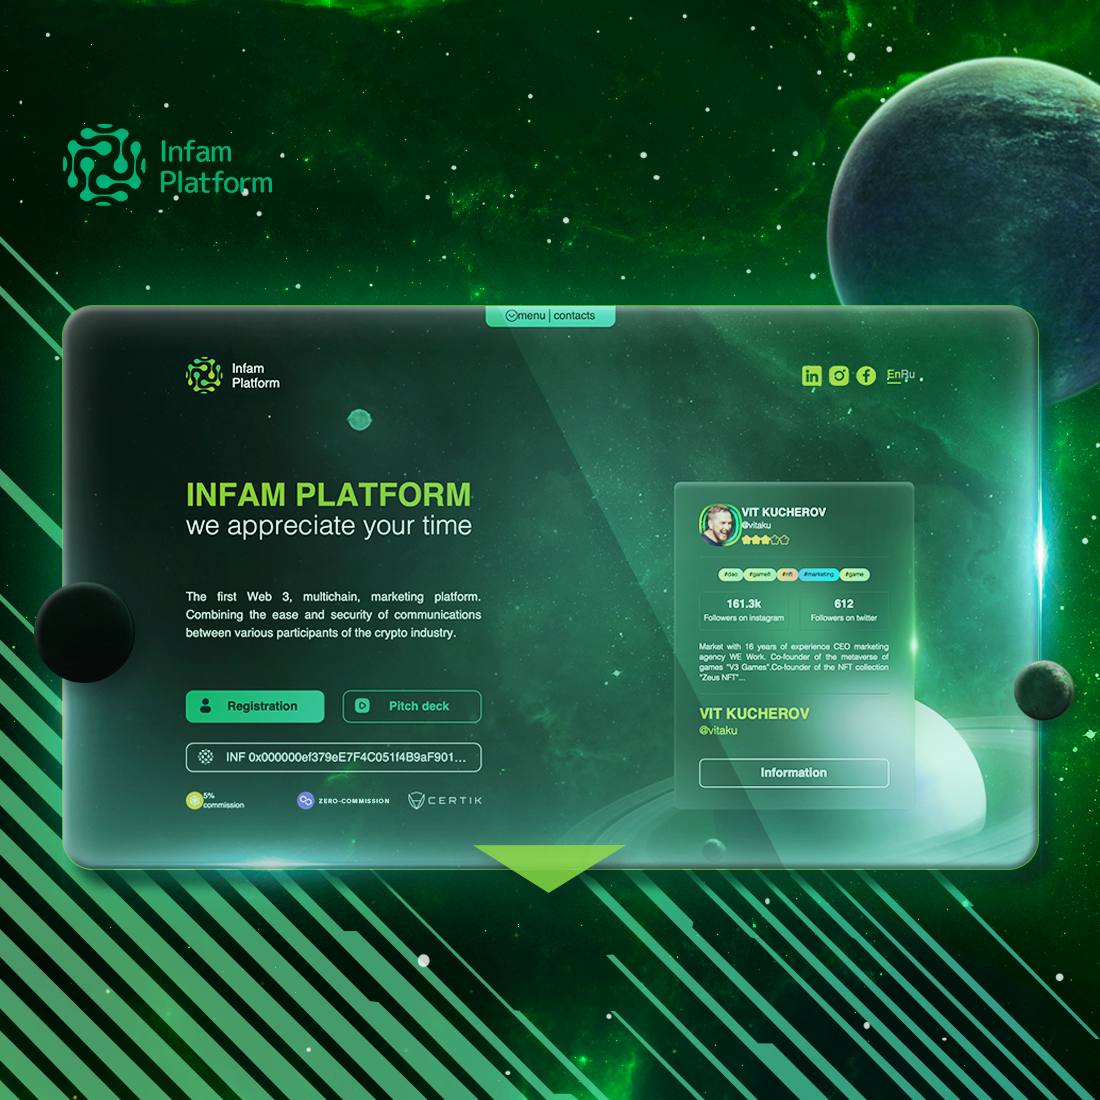 Infam
Platform
menu | contacts
Infam
Platform
En Ru
INFAM PLATFORM
we appreciate your time
The first Web 3, multichain, marketing platform.
Combining the ease and security of communications
between various participants of the crypto industry.
Registration
Pitch deck
INF 0x000000ef379eE7F4C051f4B9aF901...
5%
commission
ZERO-COMMISSION
CERTIK
VIT KUCHEROV
@vitaku
#dao #gamefi #nft #marketing #game
161.3k
Followers on instagram
612
Followers on twitter
Market with 16 years of experience CEO marketing
agency WE Work. Co-founder of the metaverse of
games "V3 Games".Co-founder of the NFT collection
"Zeus NFT"...
VIT KUCHEROV
@vitaku
Information